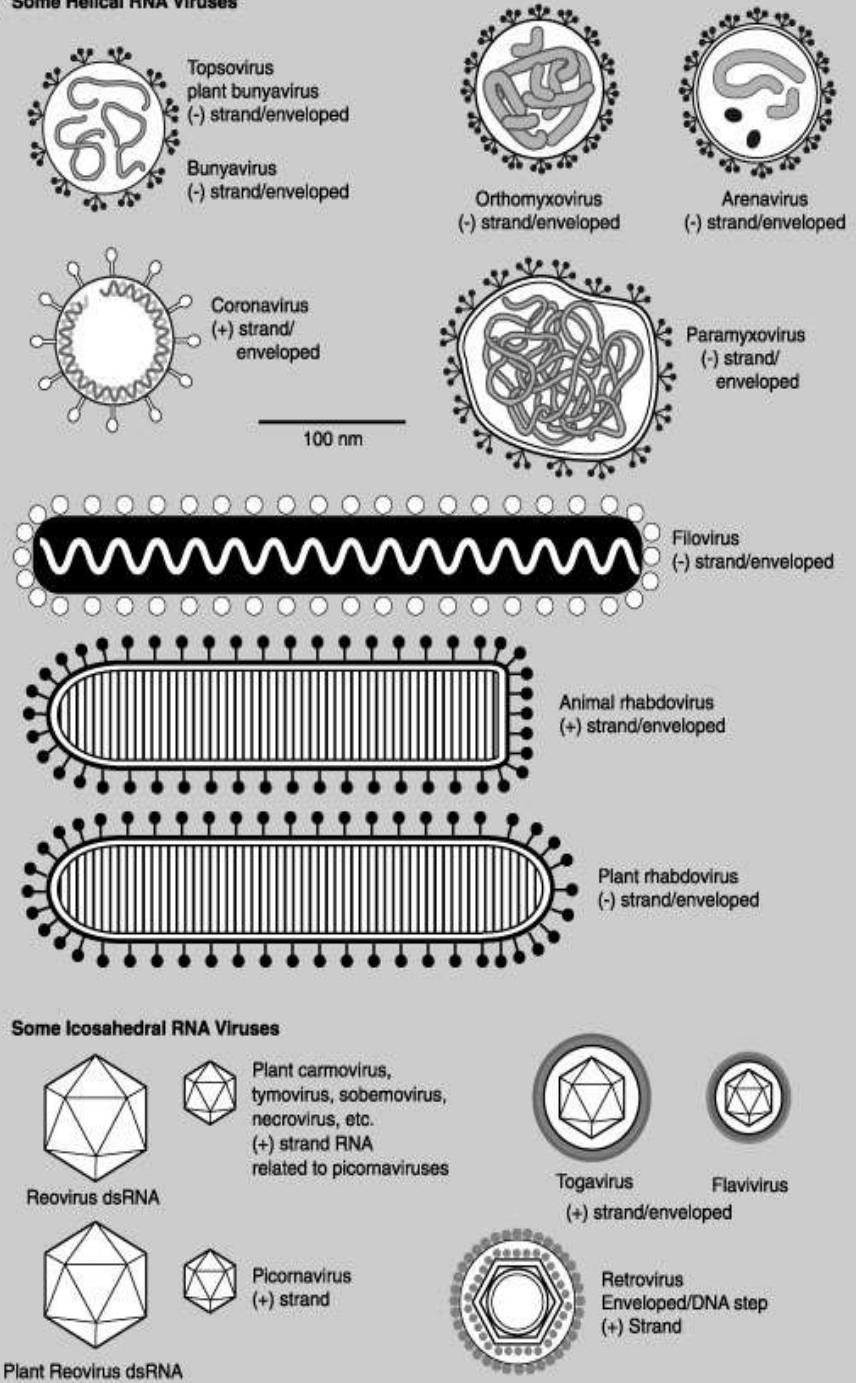 Some Helical RNA Viruses
Topsovirus
plant bunyavirus
(-) strand/enveloped
Bunyavirus
(-) strand/enveloped
Orthomyxovirus
(-) strand/enveloped
Arenavirus
(-) strand/enveloped
Coronavirus
(+) strand/
enveloped
Paramyxovirus
(-) strand/
enveloped
100 nm
Filovirus
(-) strand/enveloped
Animal rhabdovirus
(+) strand/enveloped
Plant rhabdovirus
(-) strand/enveloped
Some Icosahedral RNA Viruses
Plant carmovirus,
tymovirus, sobemovirus,
necrovirus, etc.
(+) strand RNA
related to picornaviruses
Reovirus dsRNA
Togavirus
Flavivirus
(+) strand/enveloped
Picornavirus
(+) strand
Retrovirus
Enveloped/DNA step
(+) Strand
Plant Reovirus dsRNA